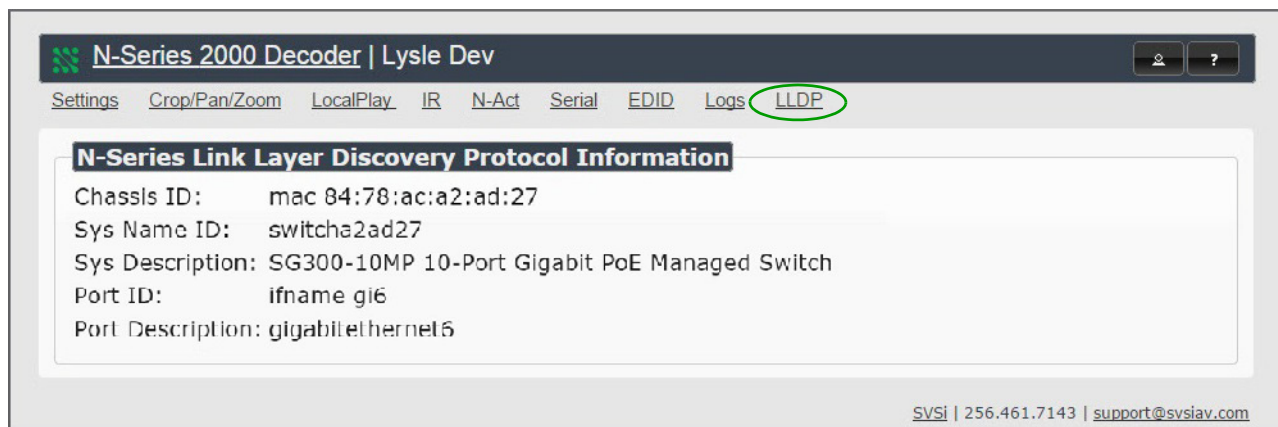 N-Series 2000 Decoder | Lysle Dev
?
Settings Crop/Pan/Zoom LocalPlay IR N-Act Serial EDID Logs LLDP
N-Series Link Layer Discovery Protocol Information
Chassis ID: mac 84:78:ac:a2:ad:27
Sys Name ID: switcha2ad27
Sys Description: SG300-10MP 10-Port Gigabit PoE Managed Switch
Port ID: ifname gi6
Port Description: gigabitethernet6
SVSi | 256.461.7143 | support@svsiav.com